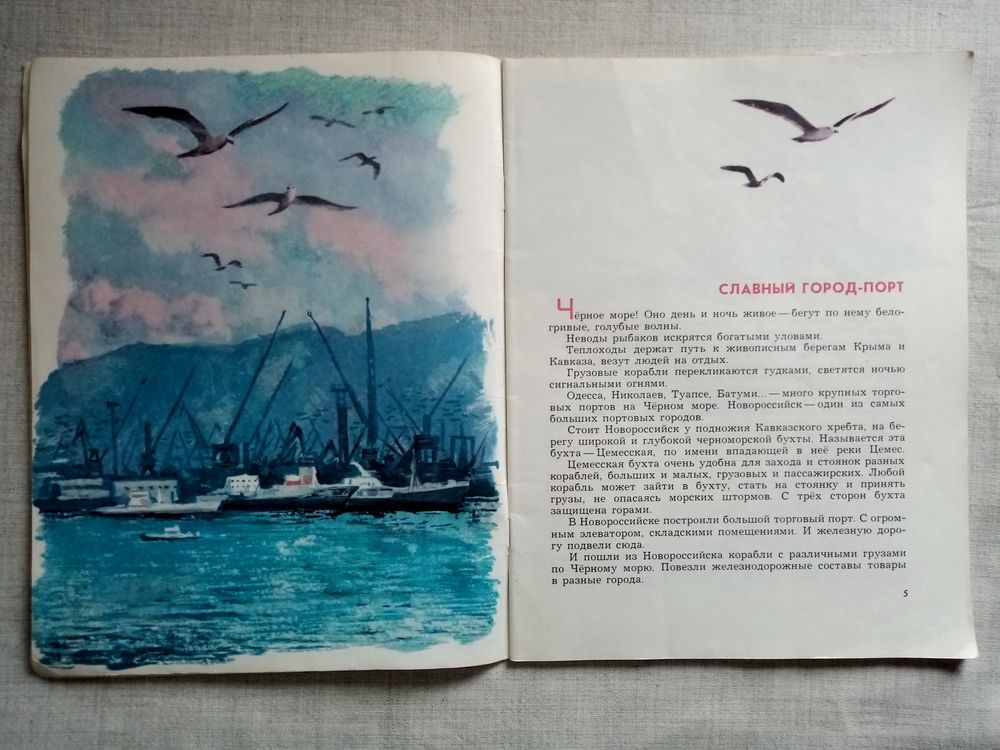 СЛАВНЫЙ ГОРОД-ПОРТ
Чёрное море! Оно день и ночь живое — бегут по нему бело-
гривые, голубые волны.
Неводы рыбаков искрятся богатыми уловами.
Теплоходы держат путь к живописным берегам Крыма и
Кавказа, везут людей на отдых.
Грузовые корабли перекликаются гудками, светятся ночью
сигнальными огнями.
Одесса, Николаев, Туапсе, Батуми... — много крупных торго-
вых портов на Чёрном море. Новороссийск — один из самых
больших портовых городов.
Стоит Новороссийск у подножия Кавказского хребта, на бе-
регу широкой и глубокой черноморской бухты. Называется эта
бухта — Цемесская, по имени впадающей в неё реки Цемес.
Цемесская бухта очень удобна для захода и стоянок разных
кораблей, больших и малых, грузовых и пассажирских. Любой
корабль может зайти в бухту, стать на стоянку и принять
грузы, не опасаясь морских штормов. С трёх сторон бухта
защищена горами.
В Новороссийске построили большой торговый порт. С огром-
ным элеватором, складскими помещениями. И железную доро-
гу подвели сюда.
И пошли из Новороссийска корабли с различными грузами
по Чёрному морю. Повезли железнодорожные составы товары
в разные города.
5